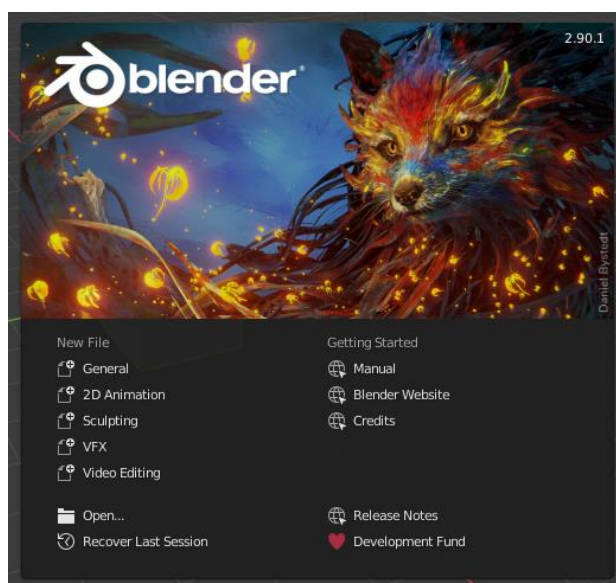 2.90.1
blender
Daniel Bystedt
New File
General
2D Animation
Sculpting
VFX
Video Editing
Open...
Recover Last Session
Getting Started
Manual
Blender Website
Credits
Release Notes
Development Fund